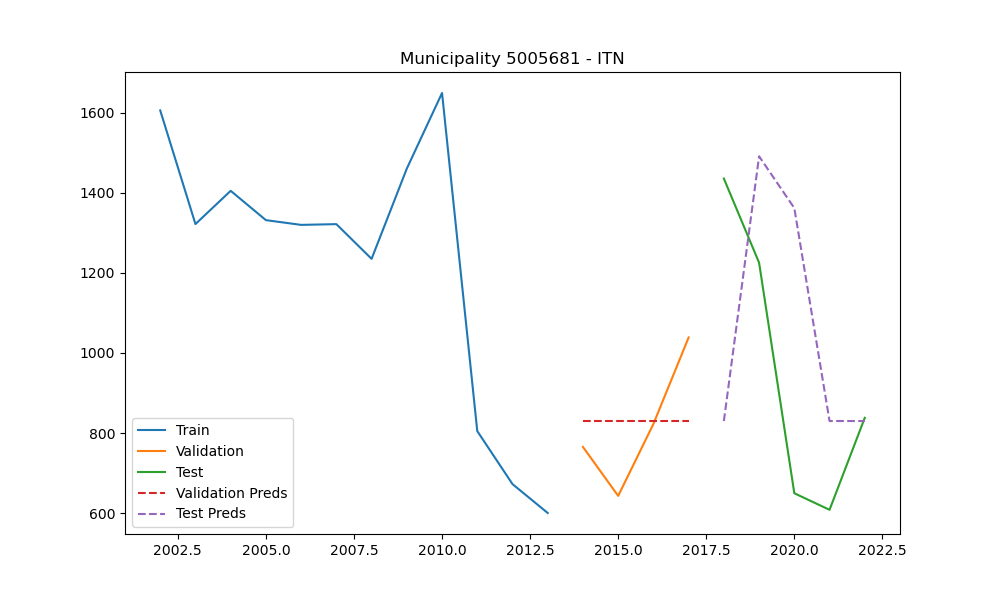 Municipality 5005681 - ITN
1600
1400
1200
1000
800
600
Train
Validation
Test
Validation Preds
Test Preds
2002.5 2005.0 2007.5 2010.0 2012.5 2015.0 2017.5 2020.0 2022.5